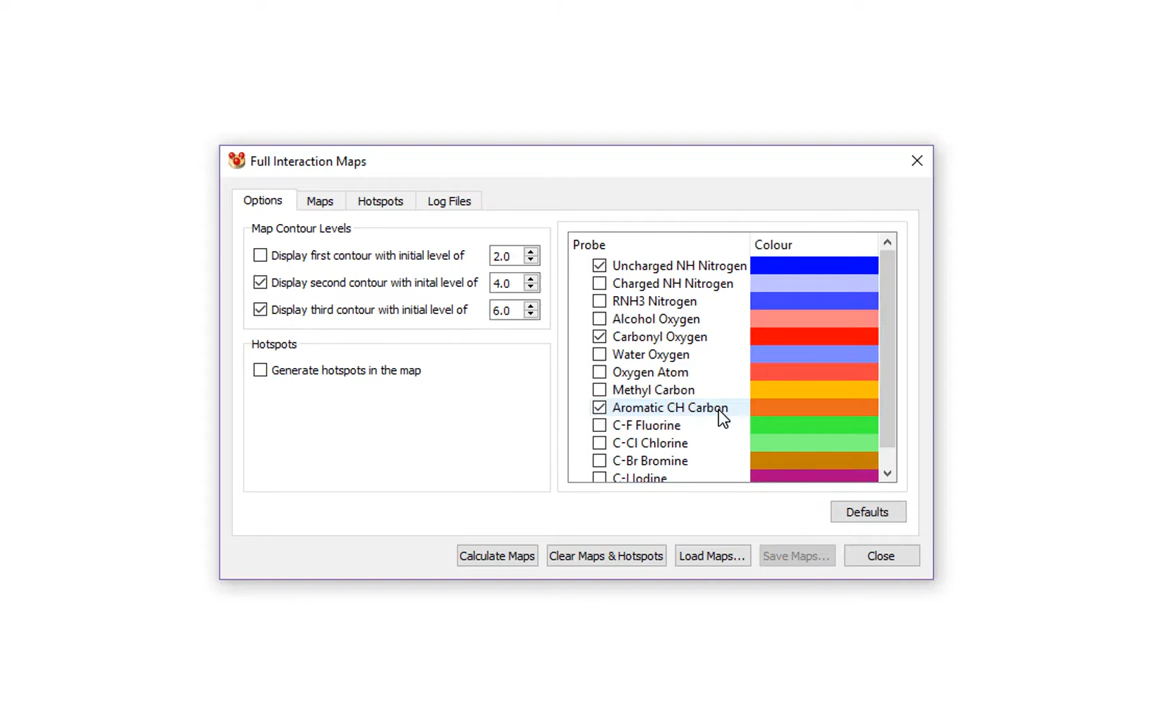 Full Interaction Maps
Options Maps Hotspots Log Files
Map Contour Levels
Display first contour with initial level of 2.0
Display second contour with inital level of 4.0
Display third contour with initial level of 6.0
Hotspots
Generate hotspots in the map
Probe Colour
Uncharged NH Nitrogen
Charged NH Nitrogen
RNH3 Nitrogen
Alcohol Oxygen
Carbonyl Oxygen
Water Oxygen
Oxygen Atom
Methyl Carbon
Aromatic CH Carbon
C-F Fluorine
C-Cl Chlorine
C-Br Bromine
C-I Iodine
Defaults
Calculate Maps Clear Maps & Hotspots Load Maps... Save Maps... Close